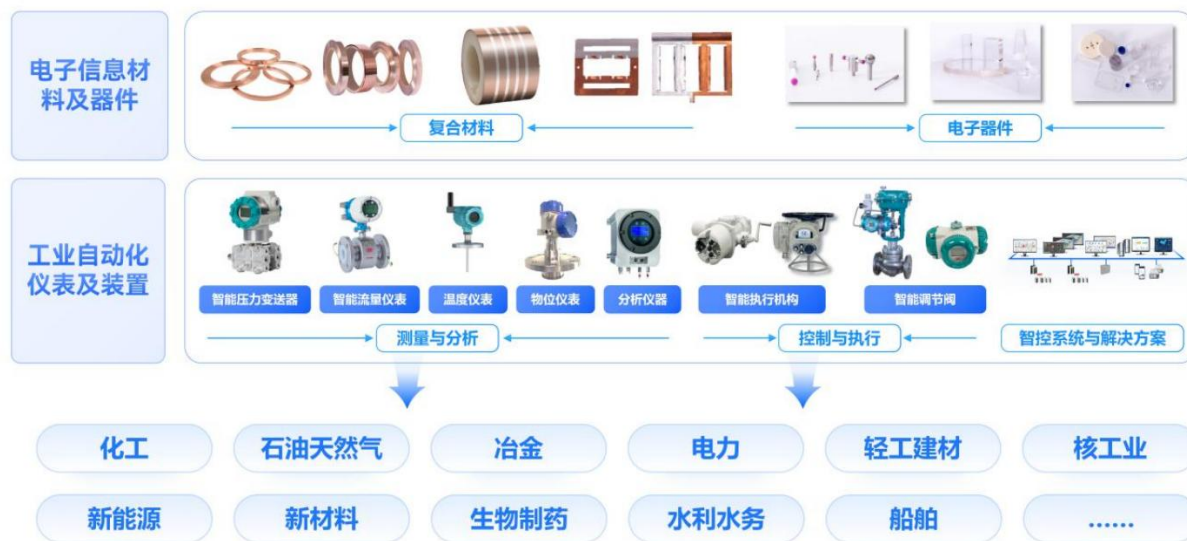 电子信息材
料及器件
复合材料
电子器件
工业自动化
仪表及装置
智能压力变送器
智能流量仪表
温度仪表
物位仪表
分析仪器
智能执行机构
智能调节阀
测量与分析
控制与执行
智控系统与解决方案
化工
石油天然气
冶金
电力
轻工建材
核工业
新能源
新材料
生物制药
水利水务
船舶
......